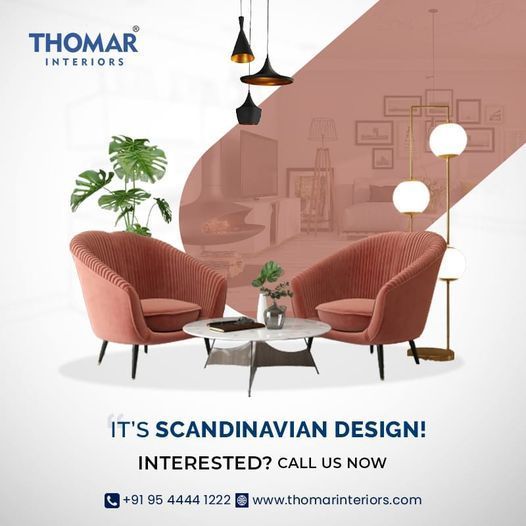 THOMAR®
INTERIORS
“IT'S SCANDINAVIAN DESIGN!
INTERESTED? CALL US NOW
+91 95 4444 1222 www.thomarinteriors.com